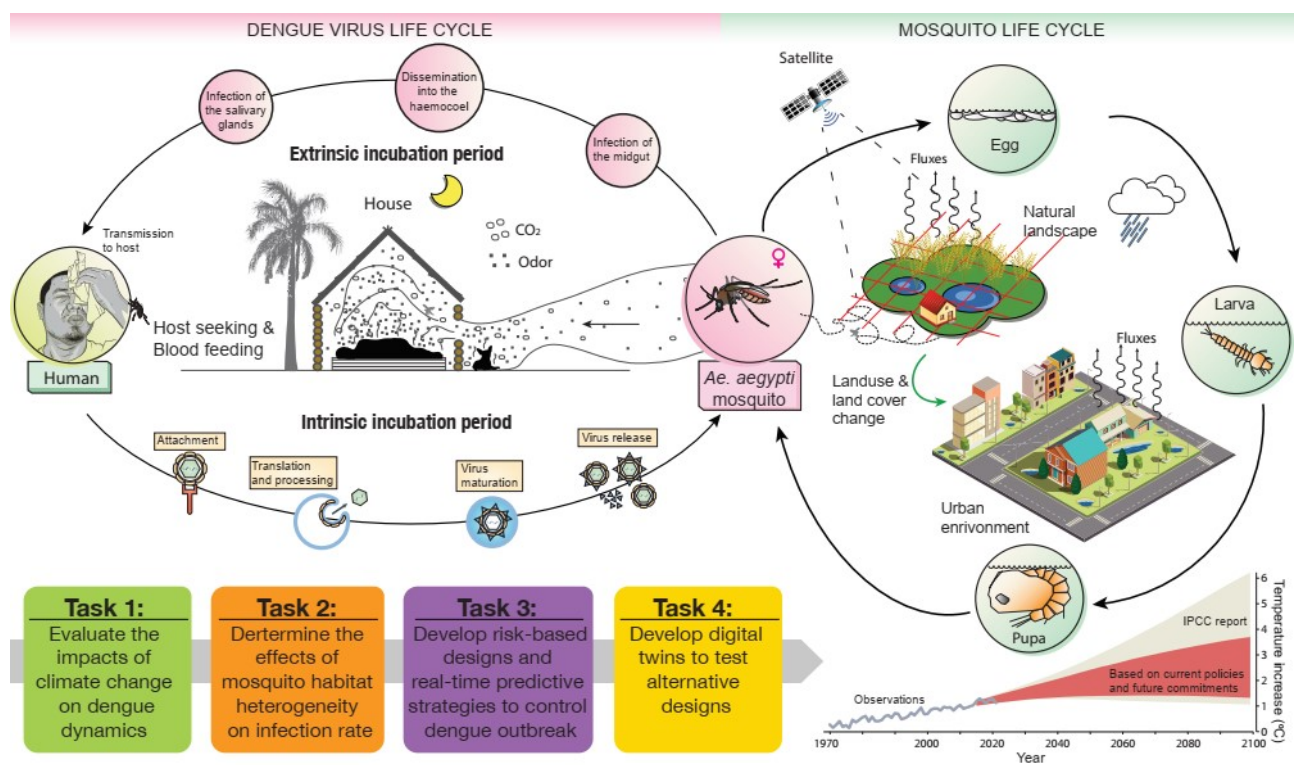 DENGUE VIRUS LIFE CYCLE
MOSQUITO LIFE CYCLE
Infection of
the salivary
glands
Dissemination
into the
haemocoel
Infection of
the midgut
Extrinsic incubation period
House
CO₂
Odor
Transmission
to host
Host seeking &
Blood feeding
Human
♀
Ae. aegypti
mosquito
Intrinsic incubation period
Attachment
Translation
and processing
Virus
maturation
Virus release
Satellite
Egg
Fluxes
Natural
landscape
Larva
Fluxes
Landuse &
land cover
change
Urban
enrivonment
Pupa
Task 1:
Evaluate the
impacts of
climate change
on dengue
dynamics
Task 2:
Dertermine the
effects of
mosquito habitat
heterogeneity
on infection rate
Task 3:
Develop risk-based
designs and
real-time predictive
strategies to control
dengue outbreak
Task 4:
Develop digital
twins to test
alternative
designs
IPCC report
Based on current policies
and future commitments
Observations
6
5
4
3
2
1
0
Temperature increase (ºC)
1970 2000 2020 2040 2060 2080 2100
Year